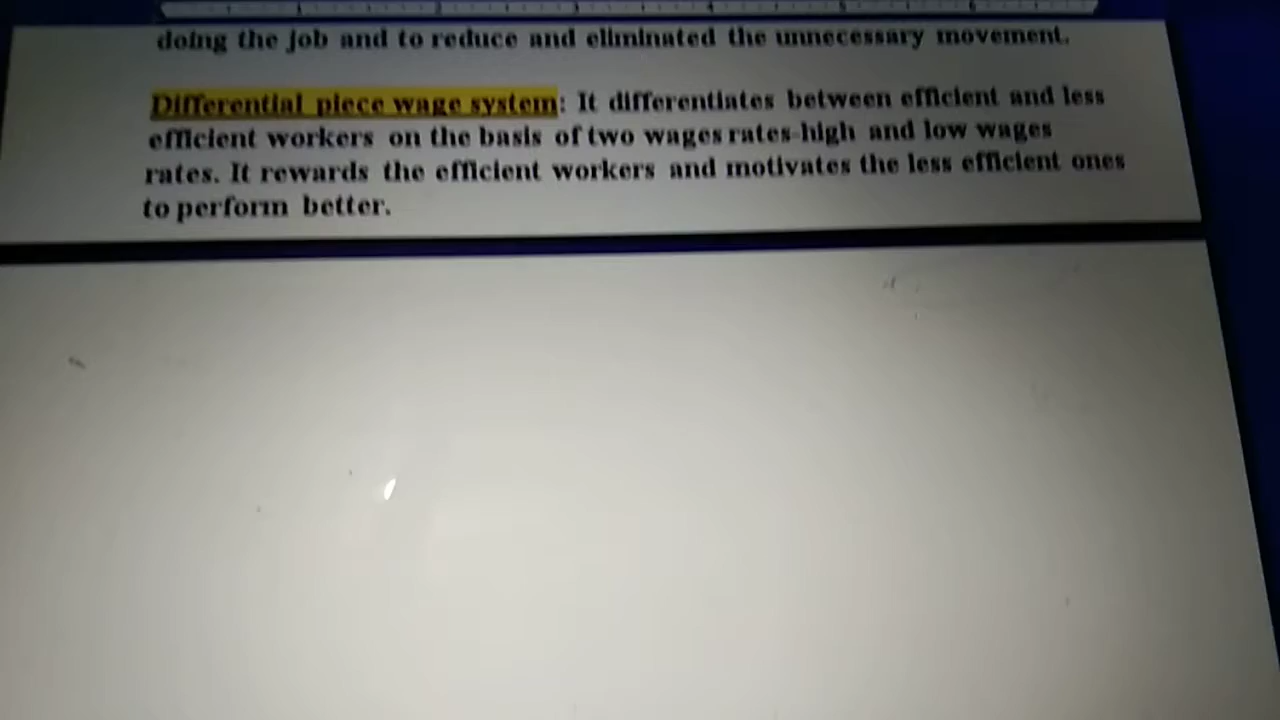 doing the job and to reduce and eliminated the unnecessary movement.
Differential piece wage system: It differentiates between efficient and less
efficient workers on the basis of two wages rates-high and low wages
rates. It rewards the efficient workers and motivates the less efficient ones
to perform better.